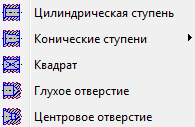 Цилиндрическая ступень
Конические ступени
Квадрат
Глухое отверстие
Центровое отверстие